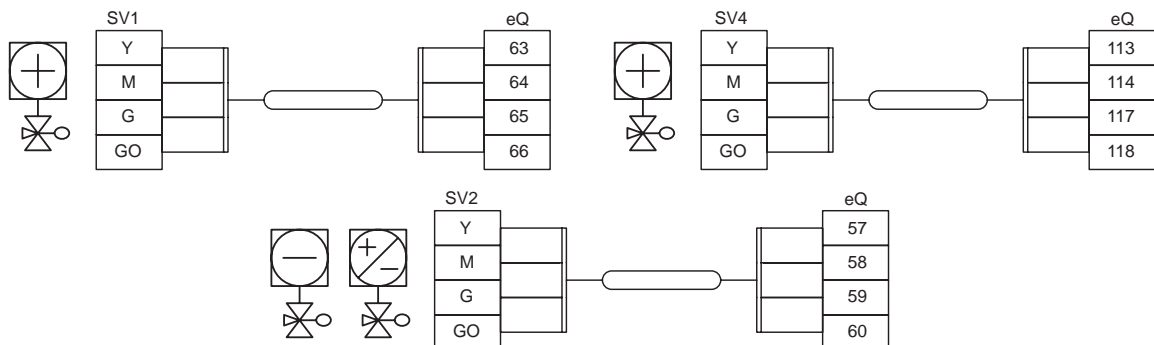 SV1 eQ SV4 eQ
Y 63 Y 113
M 64 M 114
G 65 G 117
GO 66 GO 118
SV2 eQ
Y 57
M 58
G 59
GO 60